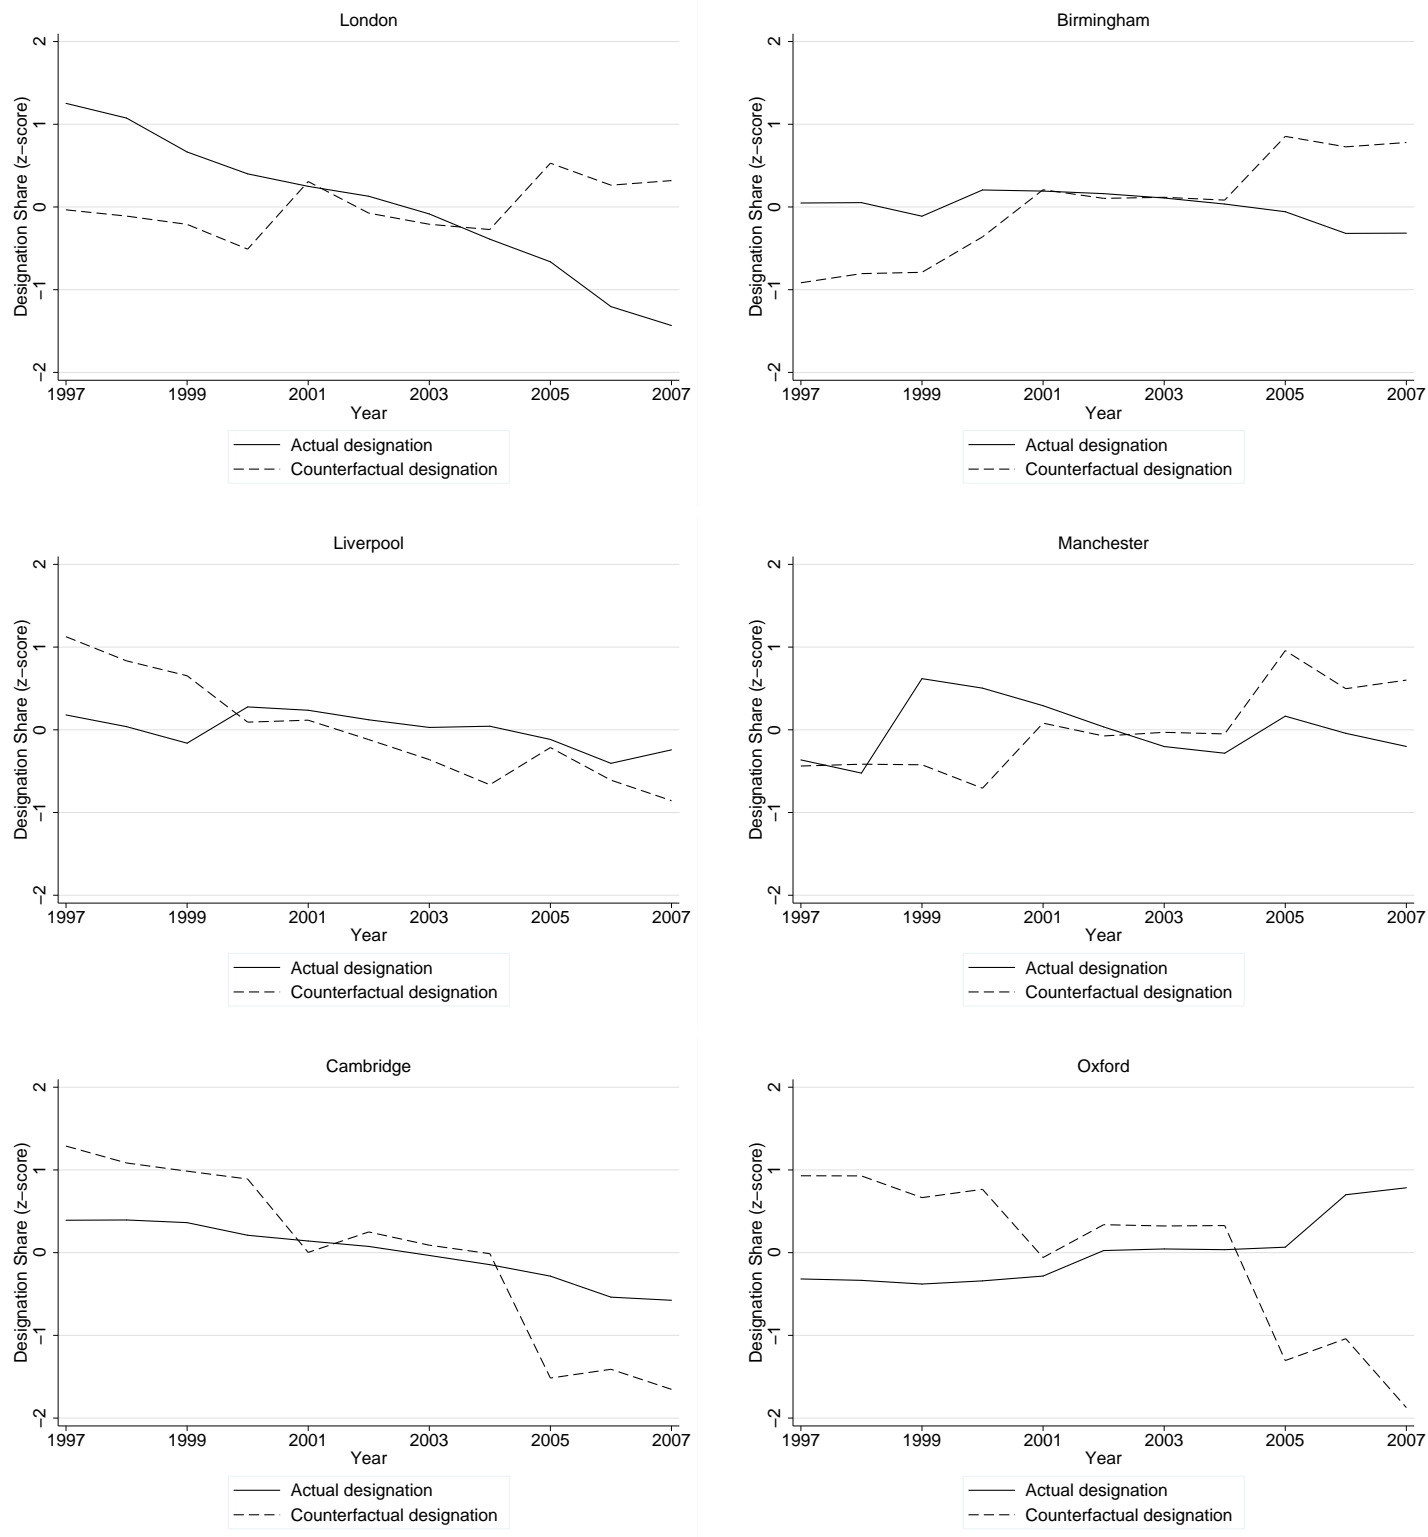 London
Designation Share (z−score)
2
1
0
−1
−2
1997 1999 2001 2003 2005 2007
Year
Actual designation
Counterfactual designation
Birmingham
Designation Share (z−score)
2
1
0
−1
−2
1997 1999 2001 2003 2005 2007
Year
Actual designation
Counterfactual designation
Liverpool
Designation Share (z−score)
2
1
0
−1
−2
1997 1999 2001 2003 2005 2007
Year
Actual designation
Counterfactual designation
Manchester
Designation Share (z−score)
2
1
0
−1
−2
1997 1999 2001 2003 2005 2007
Year
Actual designation
Counterfactual designation
Cambridge
Designation Share (z−score)
2
1
0
−1
−2
1997 1999 2001 2003 2005 2007
Year
Actual designation
Counterfactual designation
Oxford
Designation Share (z−score)
2
1
0
−1
−2
1997 1999 2001 2003 2005 2007
Year
Actual designation
Counterfactual designation